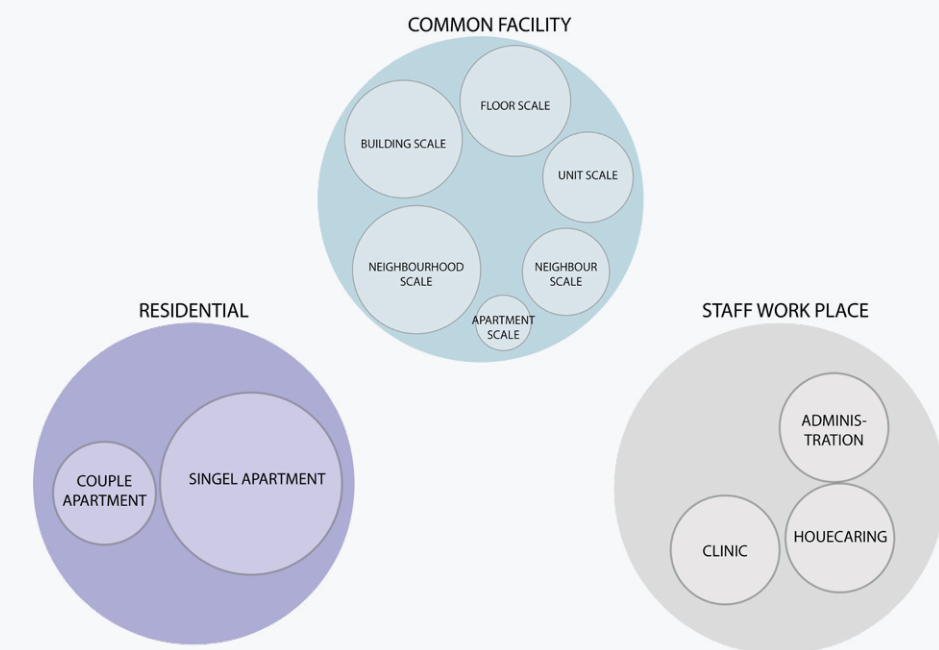 COMMON FACILITY
FLOOR SCALE
BUILDING SCALE
UNIT SCALE
NEIGHBOURHOOD
SCALE
NEIGHBOUR
SCALE
APARTMENT
SCALE
RESIDENTIAL
COUPLE
APARTMENT
SINGEL APARTMENT
STAFF WORK PLACE
ADMINIS-
TRATION
CLINIC
HOUECARING